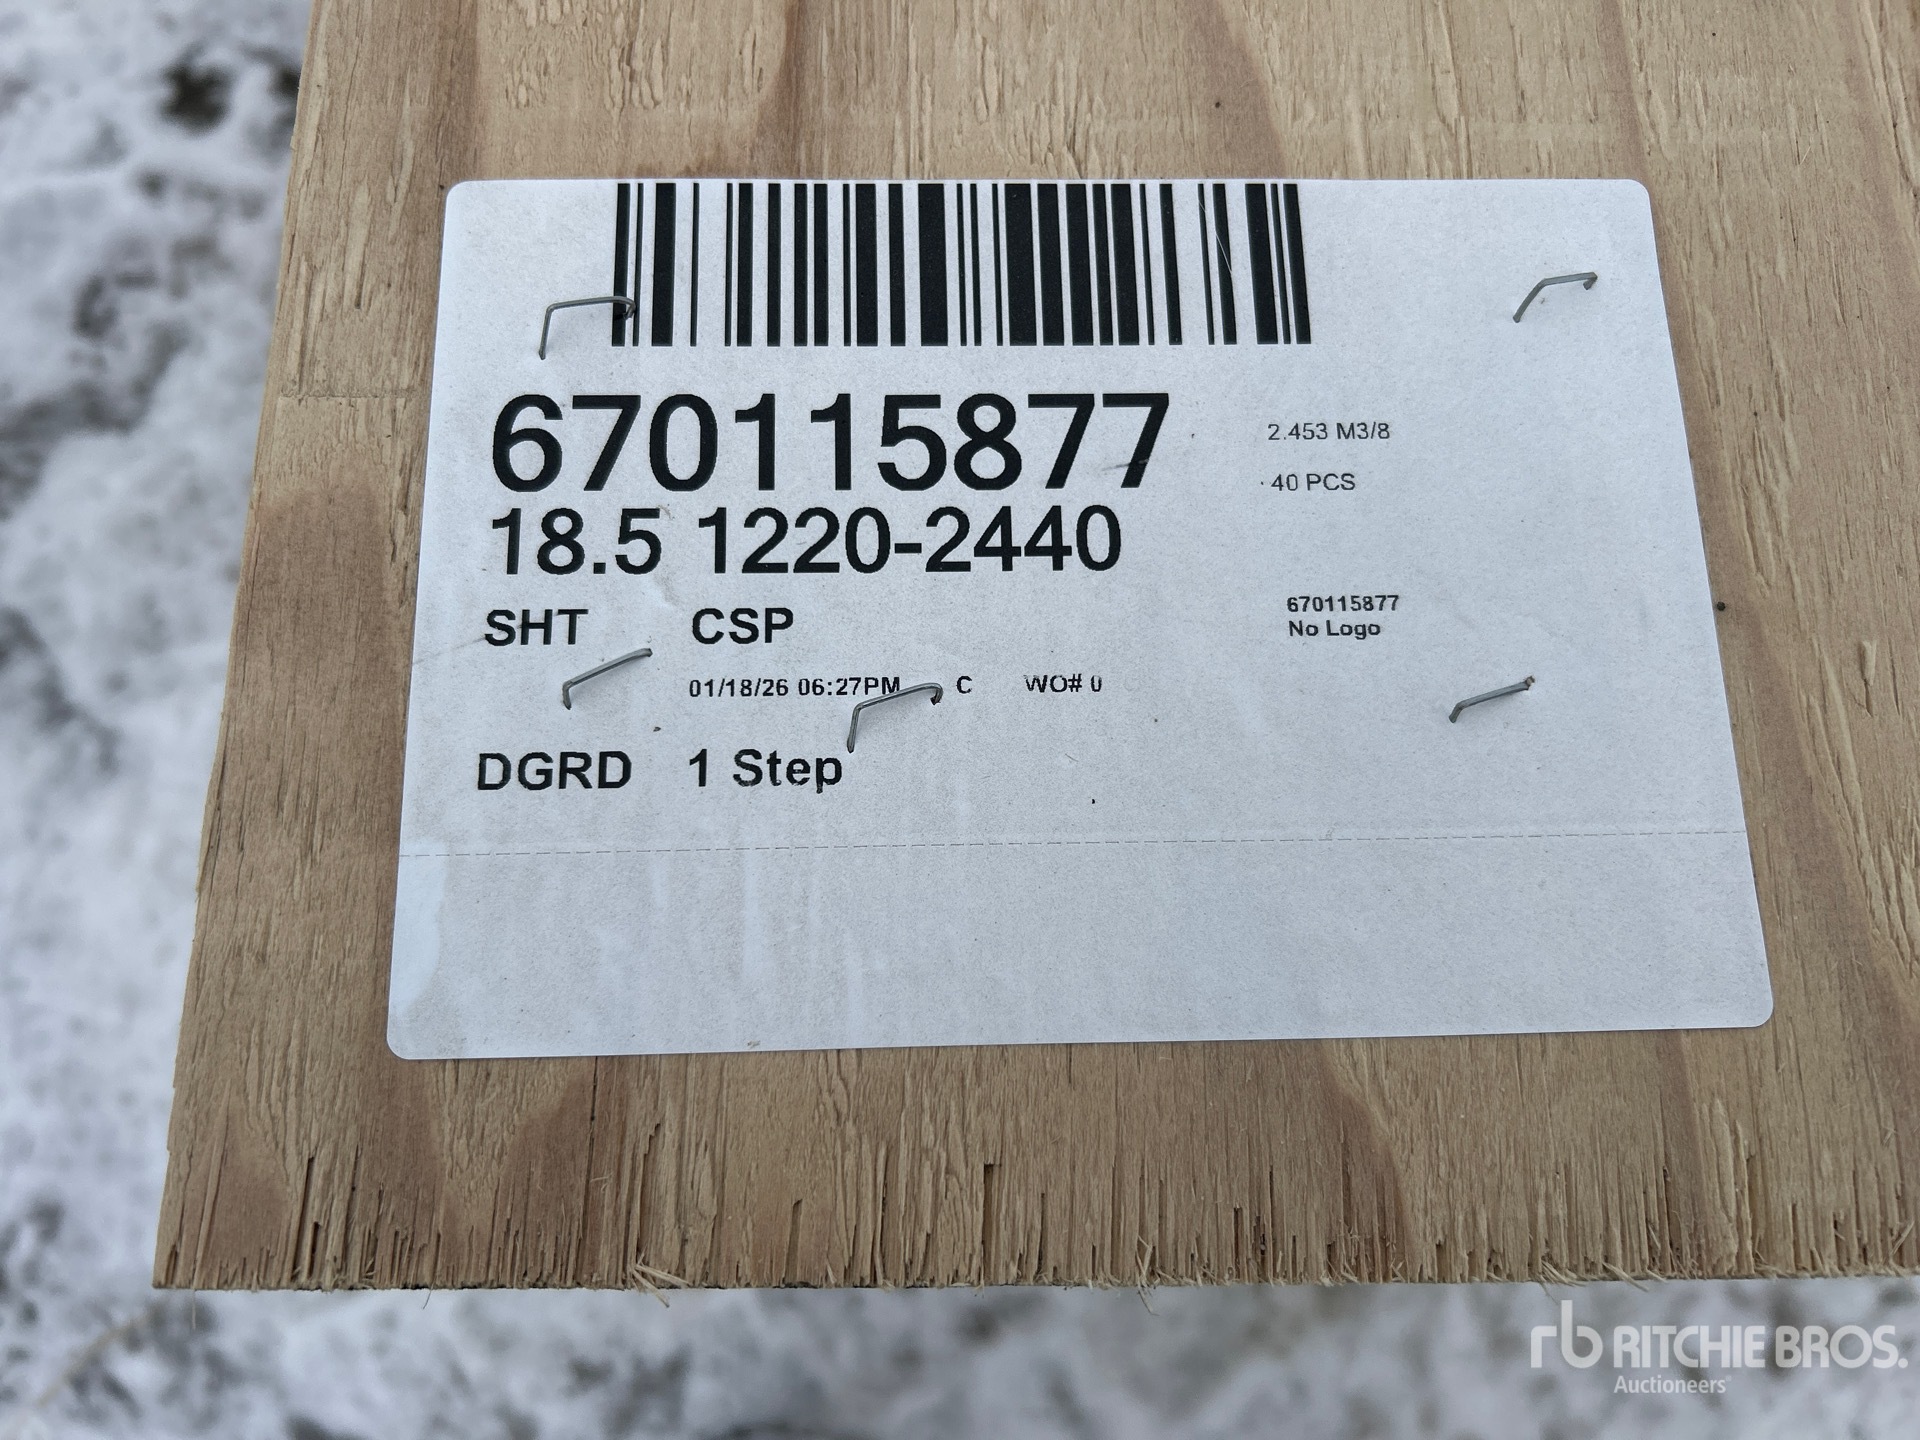 670115877
2.453 M3/8
40 PCS
18.5 1220-2440
SHT CSP
670115877
No Logo
01/18/26 06:27PM C WO# 0
DGRD 1 Step
rb RITCHIE BROS.
Auctioneers